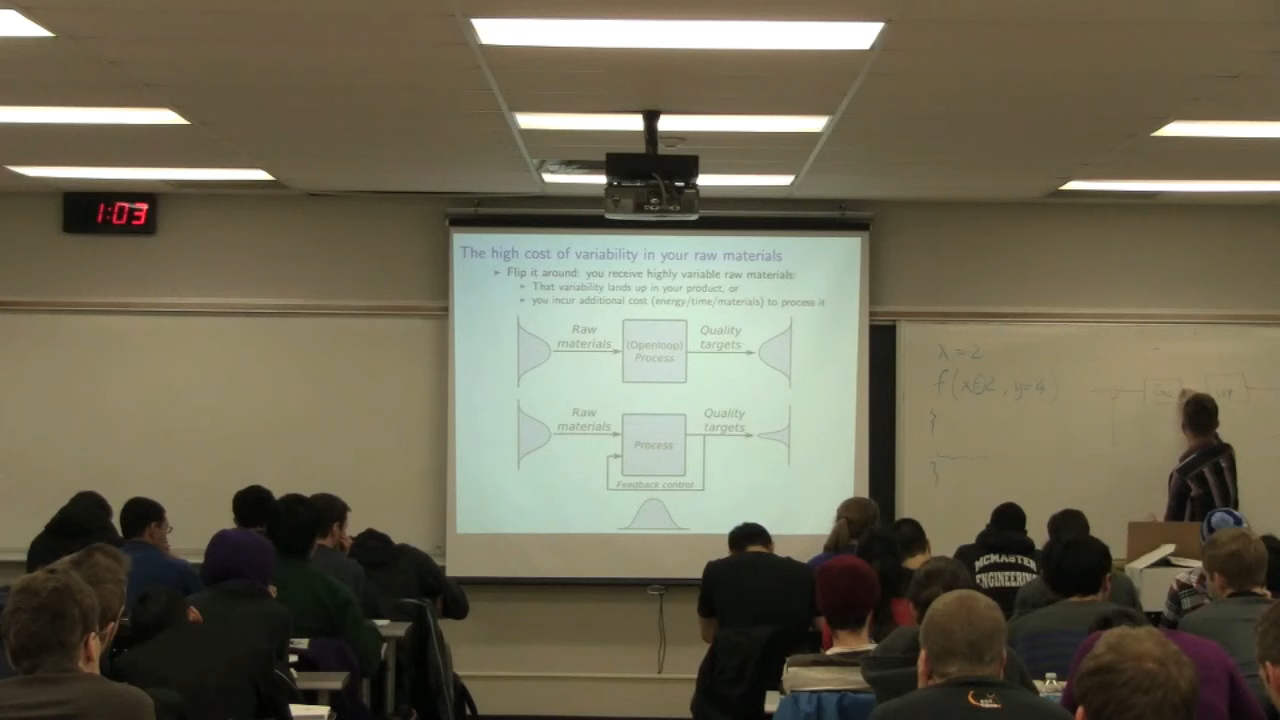 1:03
The high cost of variability in your raw materials
▸ Flip it around: you receive highly variable raw materials:
▸ That variability lands up in your product, or
▸ you incur additional cost (energy/time/materials) to process it
Raw materials
(Openloop) Process
Quality targets
Raw materials
Process
Quality targets
Feedback control
x = 2
y=4)
}
MCMASTER
ENGINEERING